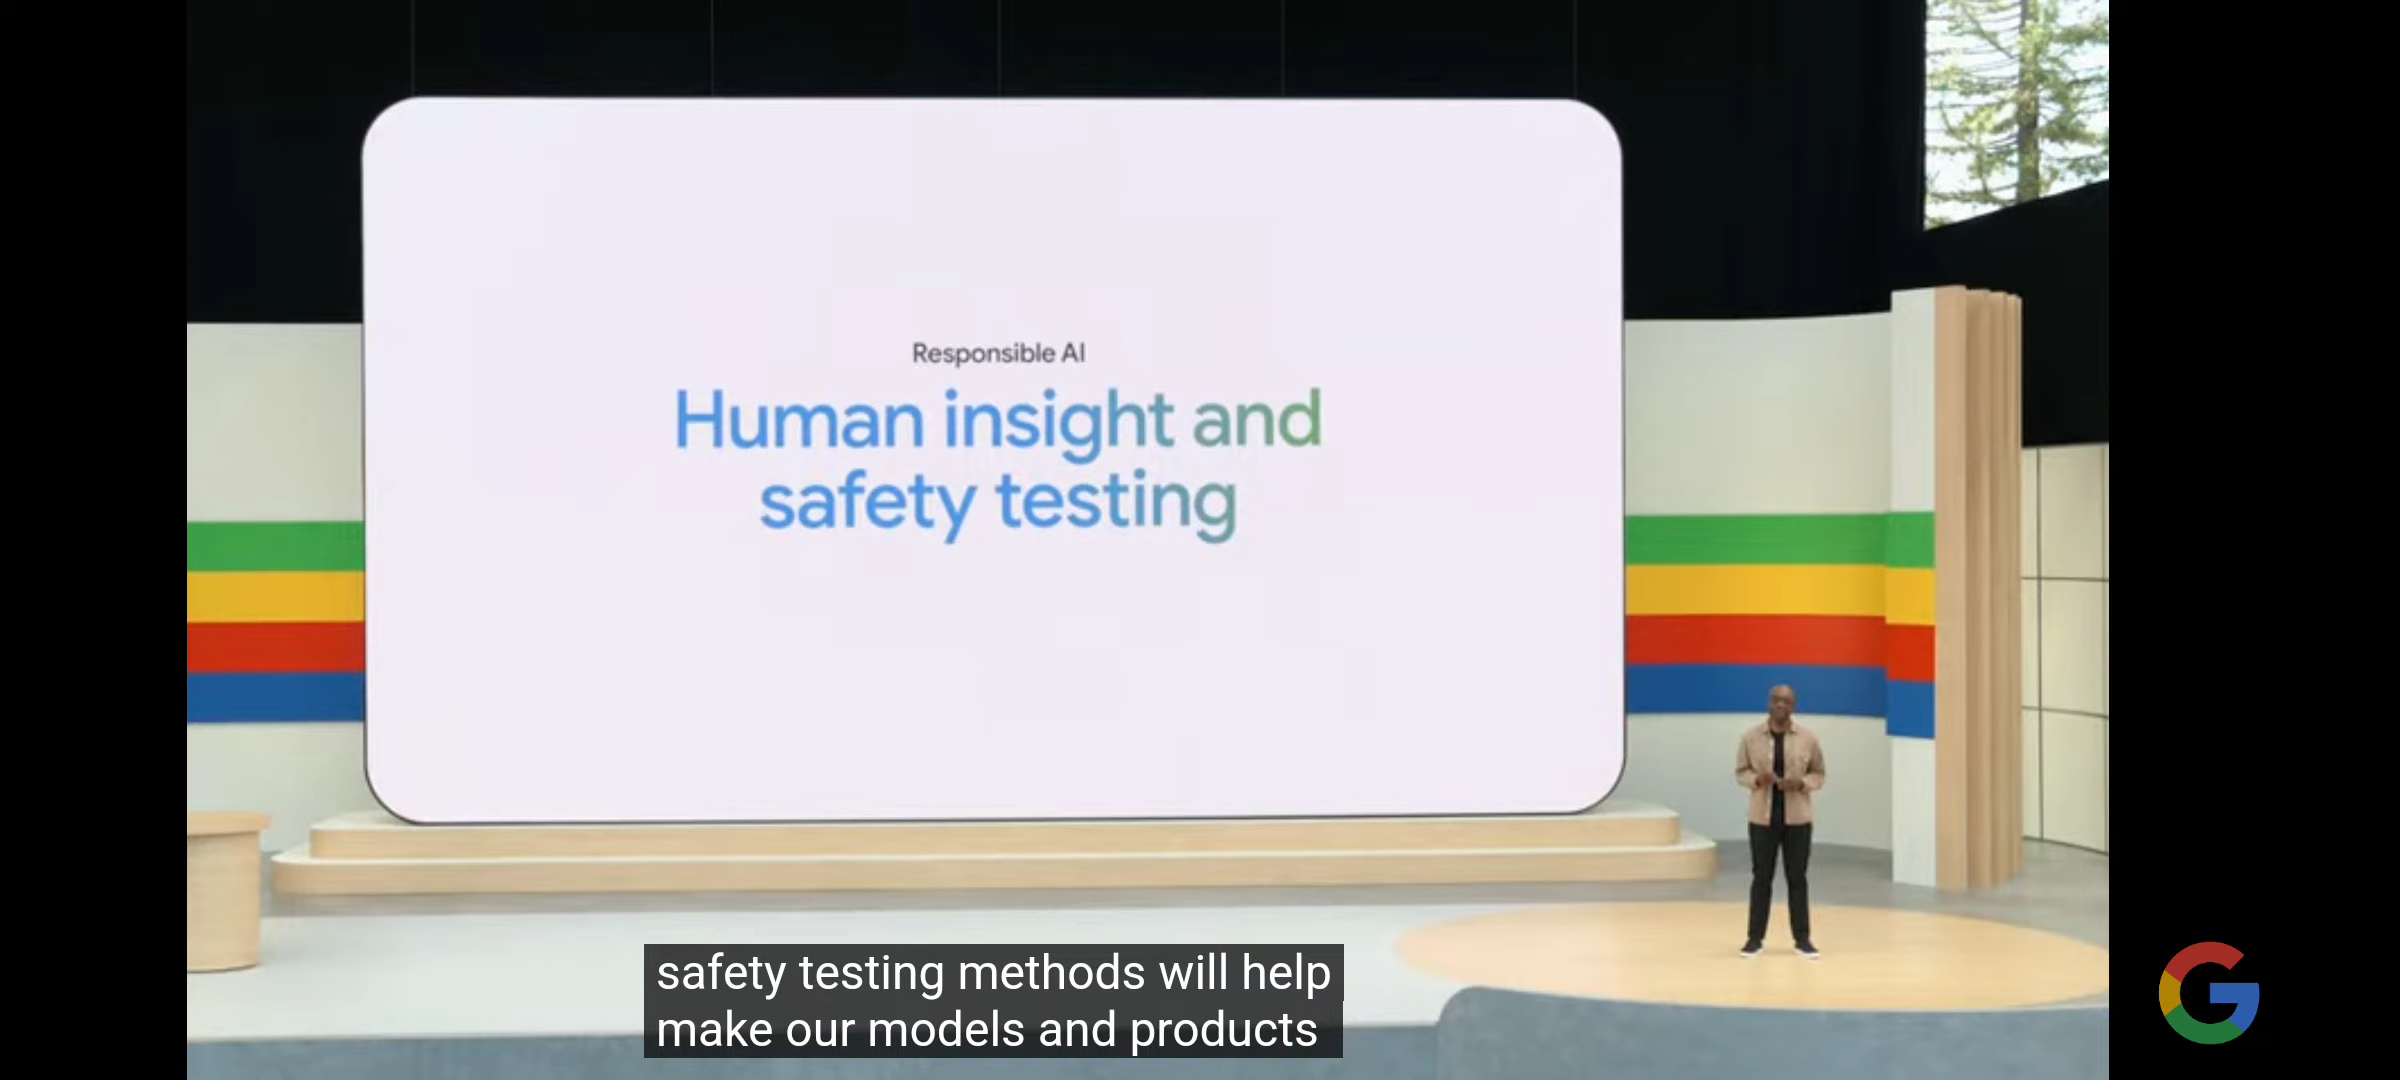 Responsible AI
Human insight and
safety testing
safety testing methods will help
make our models and products
G